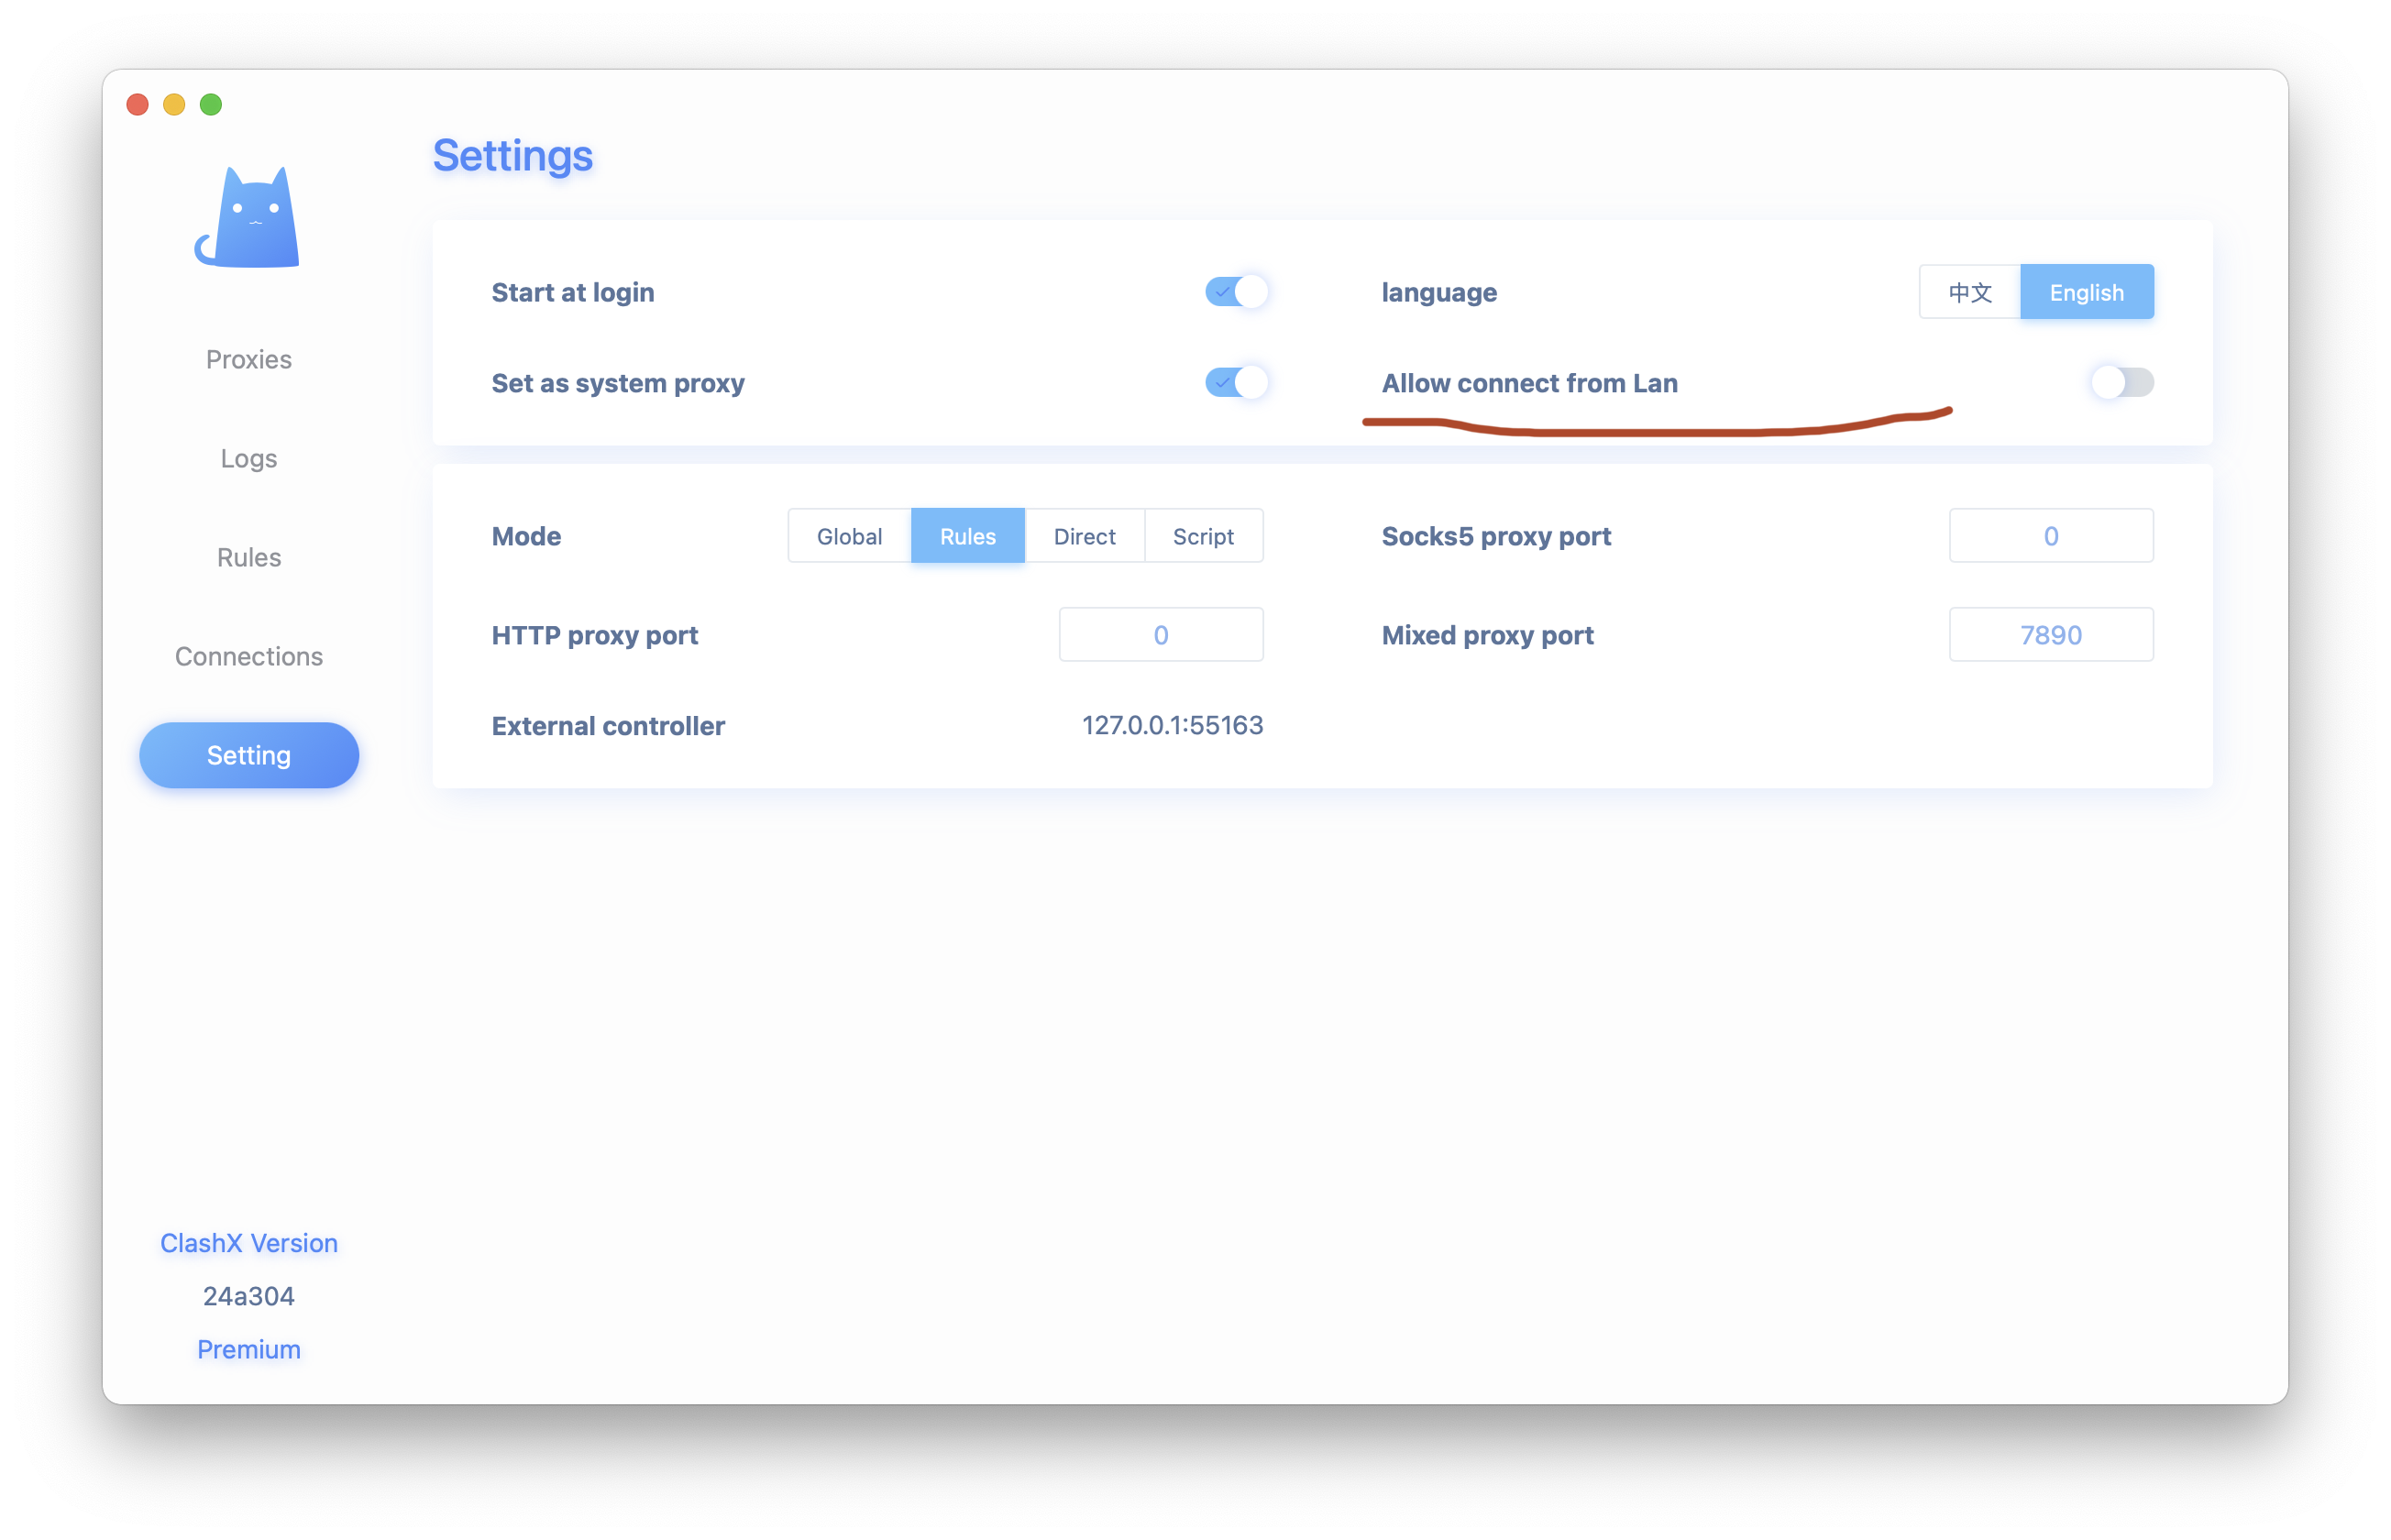 Settings
Start at login
language 中文 English
Set as system proxy
Allow connect from Lan
Proxies
Logs
Rules
Connections
Setting
Mode Global Rules Direct Script
Socks5 proxy port 0
HTTP proxy port 0
Mixed proxy port 7890
External controller 127.0.0.1:55163
ClashX Version
24a304
Premium